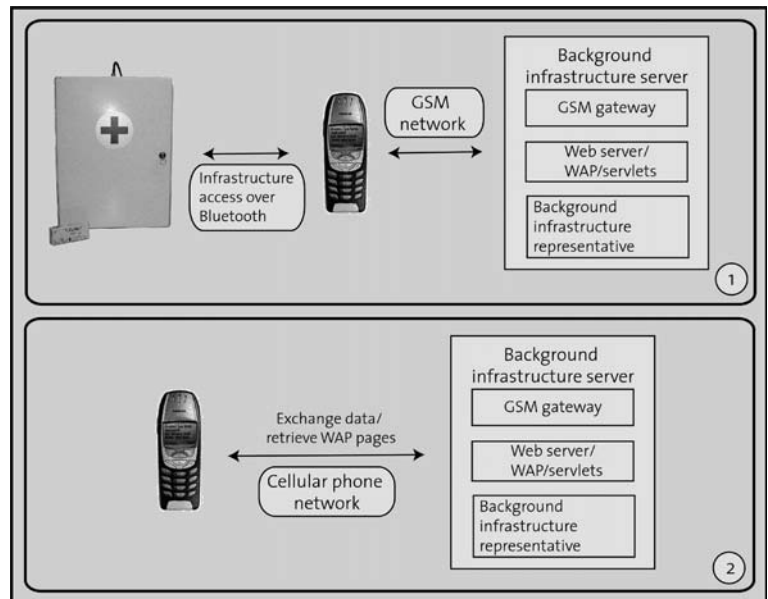 Background
infrastructure server
GSM gateway
Web server/
WAP/servlets
Background
infrastructure
representative
GSM
network
Infrastructure
access over
Bluetooth
1
Background
infrastructure server
GSM gateway
Web server/
WAP/servlets
Background
infrastructure
representative
Exchange data/
retrieve WAP pages
Cellular phone
network
2